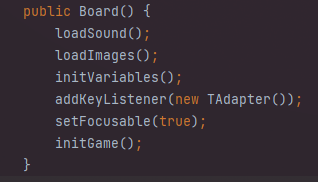 public Board() {
    loadSound();
    loadImages();
    initVariables();
    addKeyListener(new TAdapter());
    setFocusable(true);
    initGame();
}